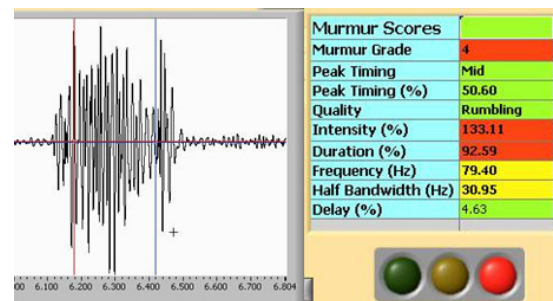 Murmur Scores
Murmur Grade 4
Peak Timing Mid
Peak Timing (%) 50.60
Quality Rumbling
Intensity (%) 133.11
Duration (%) 92.59
Frequency (Hz) 79.40
Half Bandwidth (Hz) 30.95
Delay (%) 4.63
00 6.100 6.200 6.300 6.400 6.500 6.600 6.700 6.804